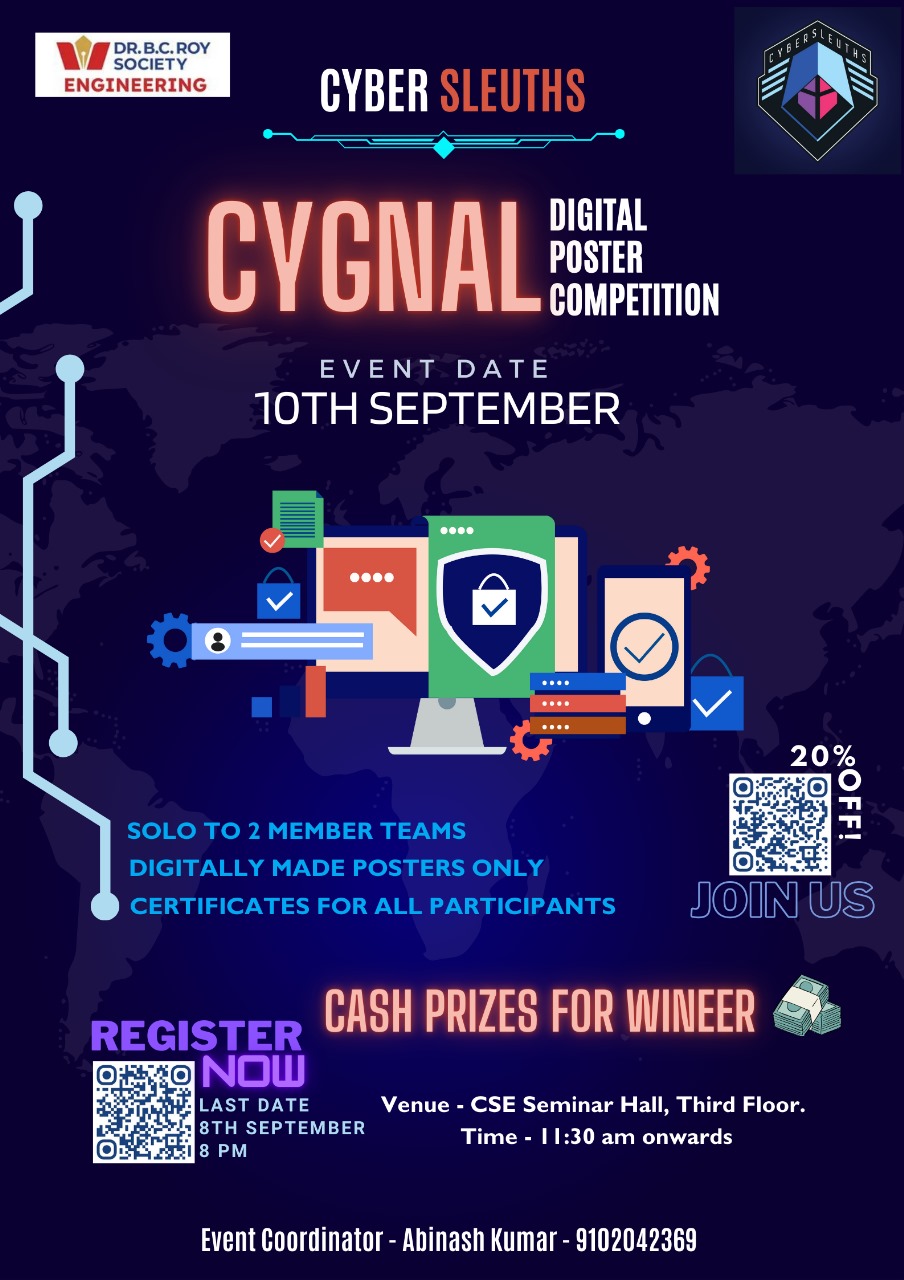 DR. B.C. ROY
SOCIETY
ENGINEERING
CYBERSLEUTHS
CYBER SLEUTHS
CYGNAL
DIGITAL
POSTER
COMPETITION
EVENT DATE
10TH SEPTEMBER
20%
OFF!
JOIN US
SOLO TO 2 MEMBER TEAMS
DIGITALLY MADE POSTERS ONLY
CERTIFICATES FOR ALL PARTICIPANTS
CASH PRIZES FOR WINEER
REGISTER
NOW
LAST DATE
8TH SEPTEMBER
8 PM
Venue - CSE Seminar Hall, Third Floor.
Time - 11:30 am onwards
Event Coordinator - Abinash Kumar - 9102042369